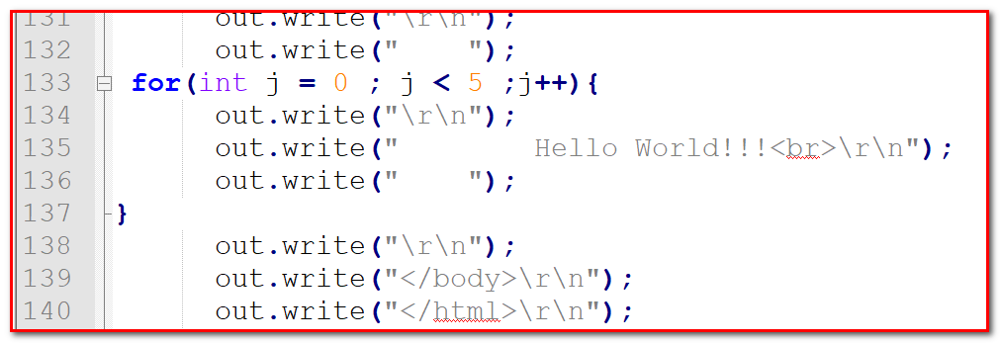 131 out.write("\r\n");
132 out.write("    ");
133 for(int j = 0 ; j < 5 ;j++){
134 out.write("\r\n");
135 out.write("        Hello World!!!<br>\r\n");
136 out.write("    ");
137 }
138 out.write("\r\n");
139 out.write("</body>\r\n");
140 out.write("</html>\r\n");